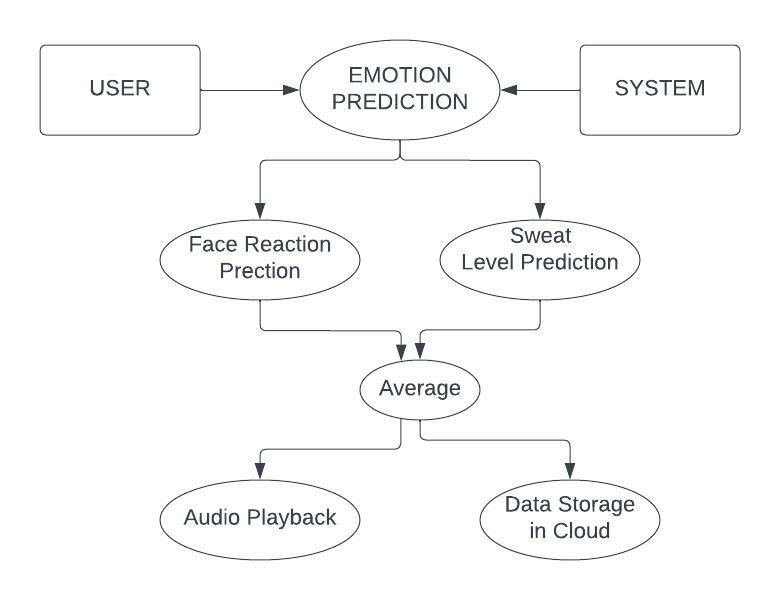 USER
EMOTION
PREDICTION
SYSTEM
Face Reaction
Prection
Sweat
Level Prediction
Average
Audio Playback
Data Storage
in Cloud